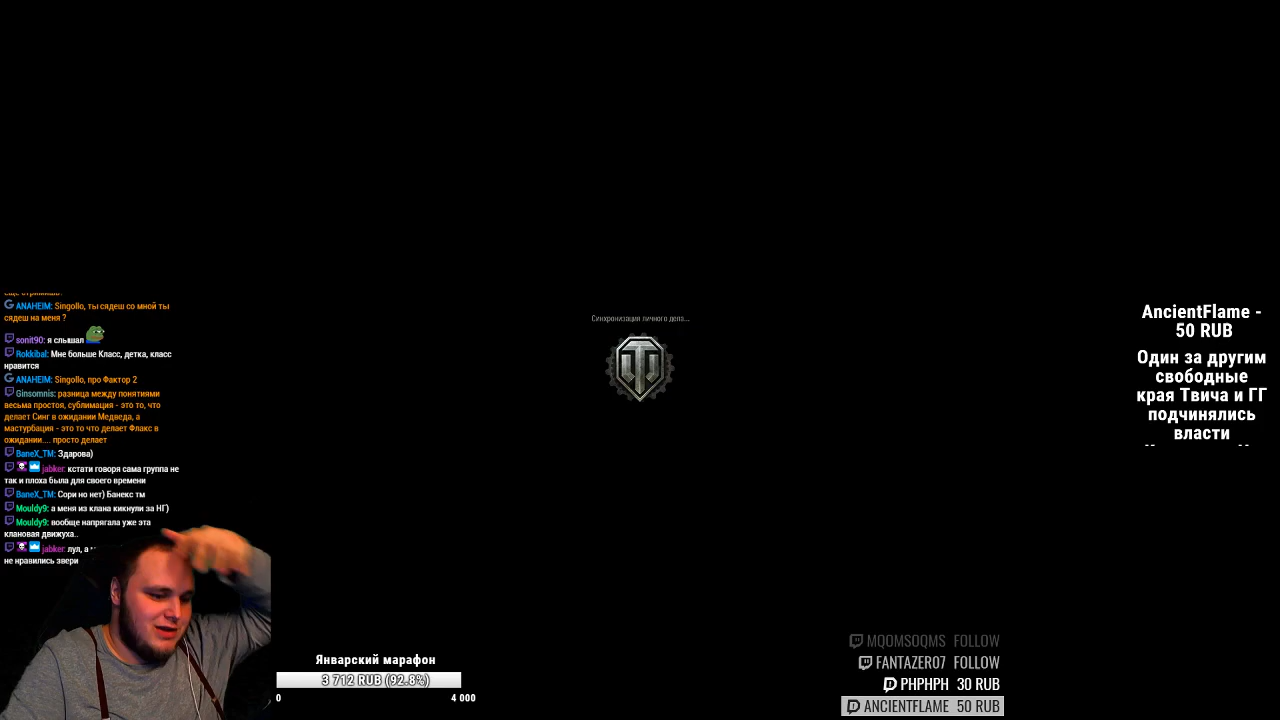 ANAHEIM: Singollo, ты сядеш со мной ты
сядеш на меня ?
sonit90: я слышал
Rokkibal: Мне больше Класс, детка, класс
нравится
ANAHEIM: Singollo, про Фактор 2
Ginsomnis: разница между понятиями
весьма простоя, сублимация - это то, что
делает Синг в ожидании Медведа, а
мастурбация - это то что делает Флакс в
ожидании.... просто делает
BaneX_TM: Здарова)
jabker: кстати говоря сама группа не
так и плоха была для своего времени
BaneX_TM: Сори но нет) Банекс тм
Mouldy9: а меня из клана кикнули за НГ)
Mouldy9: вообще напрягала уже эта
клановая движуха..
jabker: лул, а
не нравились звери
Синхронизация личного дела...
AncientFlame -
50 RUB
Один за другим
свободные
края Твича и ГГ
подчинялись
власти
Январский марафон
3 712 RUB (92.8%)
0 4 000
MQOMSOQMS FOLLOW
FANTAZER07 FOLLOW
PHPHPH 30 RUB
ANCIENTFLAME 50 RUB